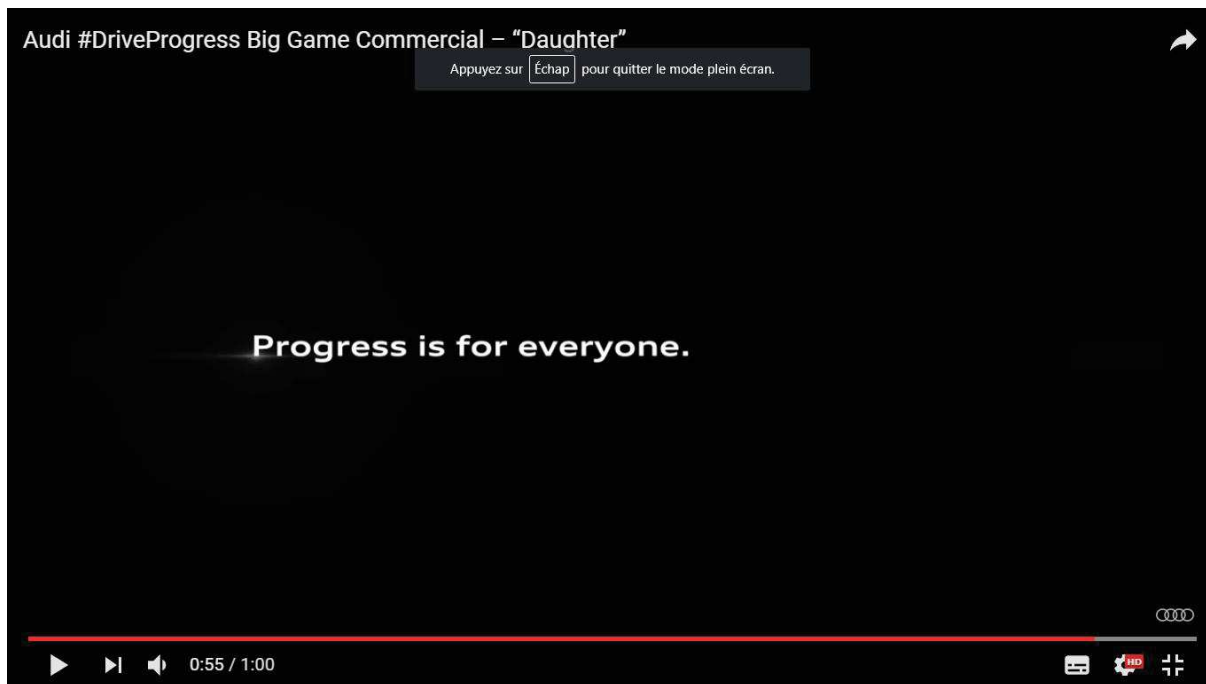 Audi #DriveProgress Big Game Commercial – “Daughter”
Appuyez sur Échap pour quitter le mode plein écran.
Progress is for everyone.
0:55 / 1:00
HD